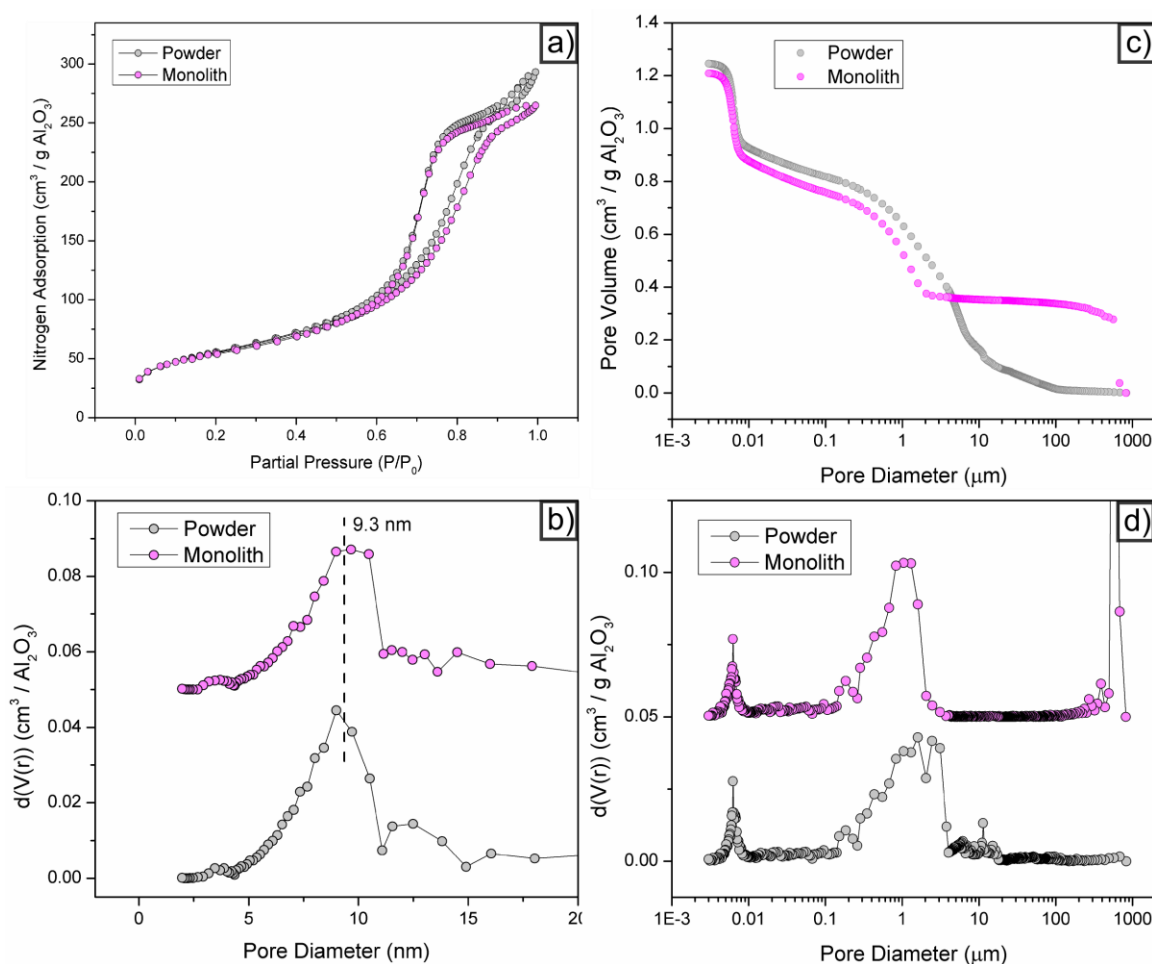 a)
Powder
Monolith
Nitrogen Adsorption (cm³ / g Al₂O₃)
300
250
200
150
100
50
0
0.0 0.2 0.4 0.6 0.8 1.0
Partial Pressure (P/P₀)
c)
Powder
Monolith
Pore Volume (cm³ / g Al₂O₃)
1.4
1.2
1.0
0.8
0.6
0.4
0.2
0.0
1E-3 0.01 0.1 1 10 100 1000
Pore Diameter (μm)
b)
Powder
Monolith
9.3 nm
d(V(r)) (cm³ / Al₂O₃)
0.10
0.08
0.06
0.04
0.02
0.00
0 5 10 15 20
Pore Diameter (nm)
d)
Powder
Monolith
d(V(r)) (cm³ / g Al₂O₃)
0.10
0.05
0.00
1E-3 0.01 0.1 1 10 100 1000
Pore Diameter (μm)